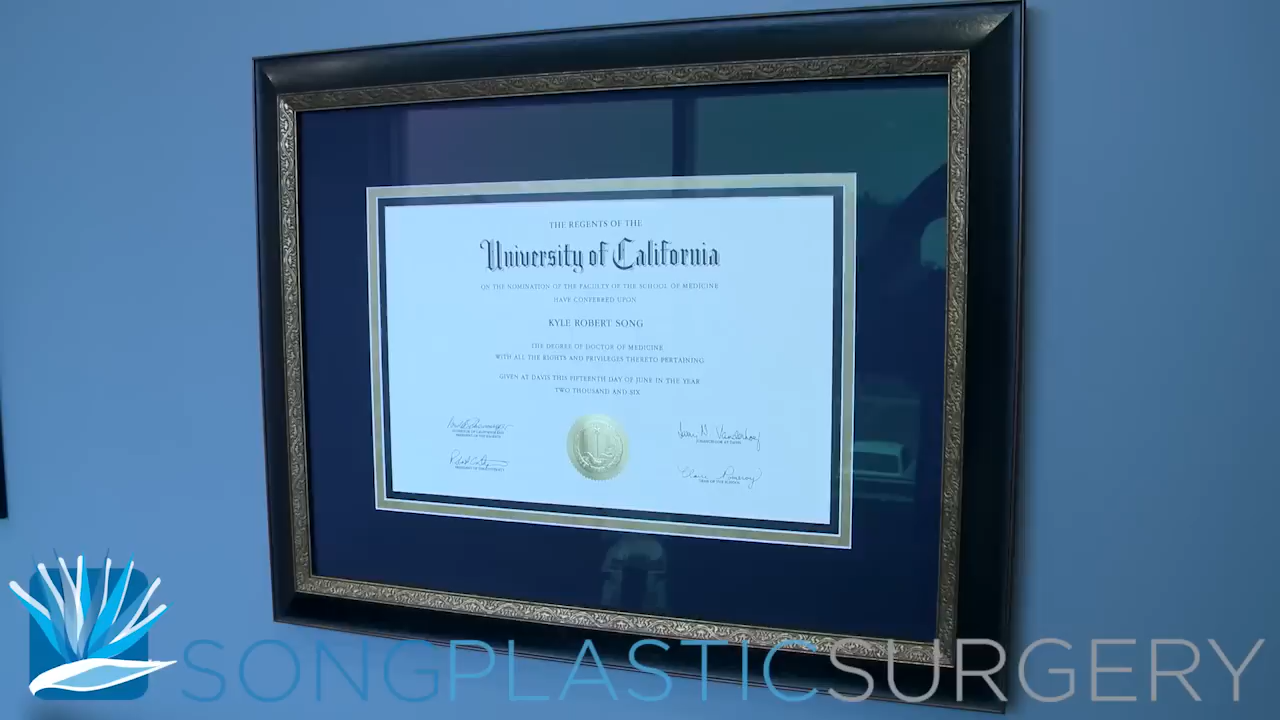 THE REGENTS OF THE
University of California
ON THE NOMINATION OF THE FACULTY OF THE SCHOOL OF MEDICINE
HAVE CONFERRED UPON
KYLE ROBERT SONG
THE DEGREE OF DOCTOR OF MEDICINE
WITH ALL THE RIGHTS AND PRIVILEGES THERETO PERTAINING
GIVEN AT DAVIS THIS FIFTEENTH DAY OF JUNE IN THE YEAR
TWO THOUSAND AND SIX
SONGPLASTICSURGERY